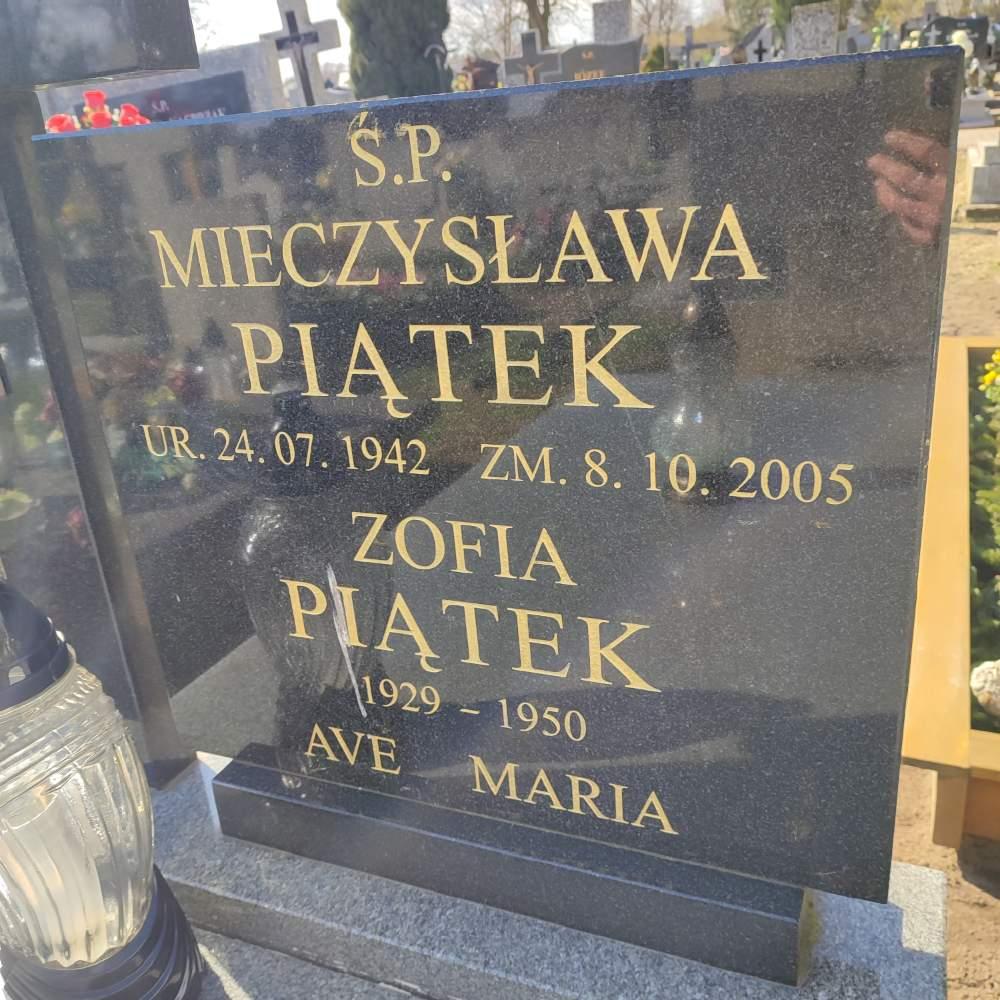 Ś.P.
MIECZYSŁAWA
PIĄTEK
UR. 24. 07. 1942 ZM. 8. 10. 2005
ZOFIA
PIĄTEK
1929 – 1950
AVE MARIA